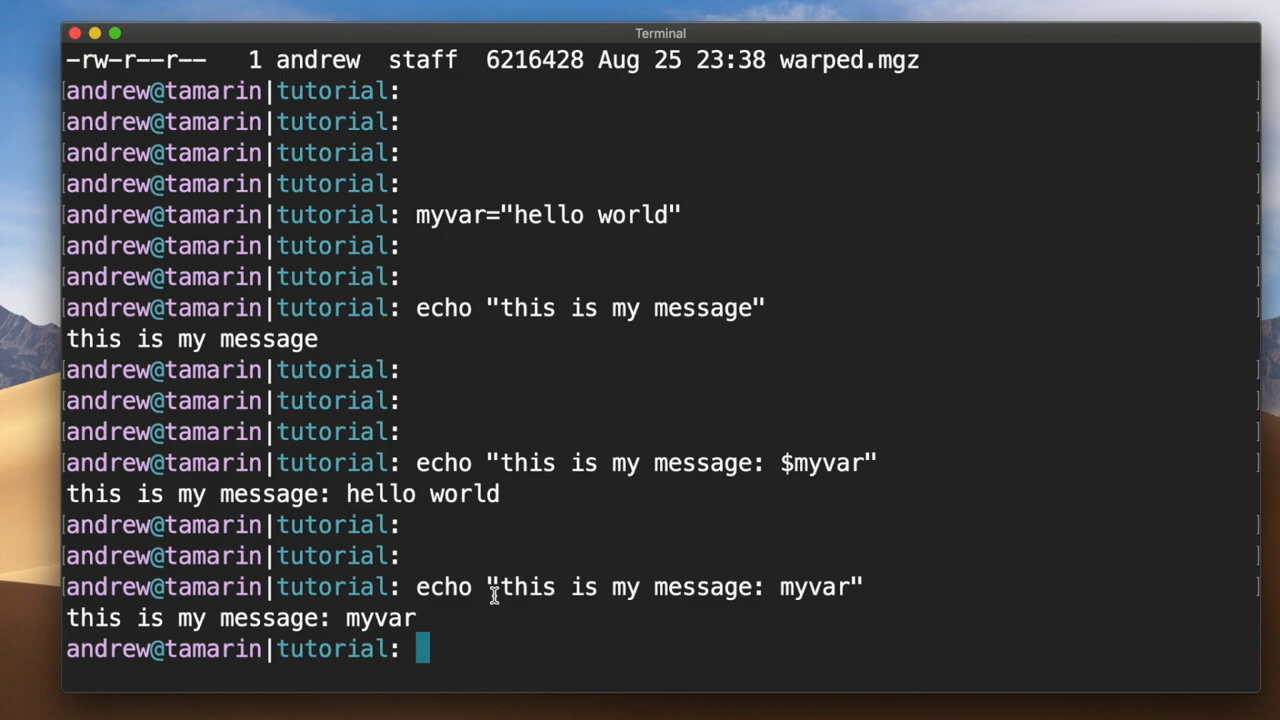 Terminal
-rw-r--r--   1 andrew  staff  6216428 Aug 25 23:38 warped.mgz
andrew@tamarin|tutorial:
andrew@tamarin|tutorial:
andrew@tamarin|tutorial:
andrew@tamarin|tutorial:
andrew@tamarin|tutorial: myvar="hello world"
andrew@tamarin|tutorial:
andrew@tamarin|tutorial:
andrew@tamarin|tutorial: echo "this is my message"
this is my message
andrew@tamarin|tutorial:
andrew@tamarin|tutorial:
andrew@tamarin|tutorial:
andrew@tamarin|tutorial: echo "this is my message: $myvar"
this is my message: hello world
andrew@tamarin|tutorial:
andrew@tamarin|tutorial:
andrew@tamarin|tutorial: echo "this is my message: myvar"
this is my message: myvar
andrew@tamarin|tutorial: